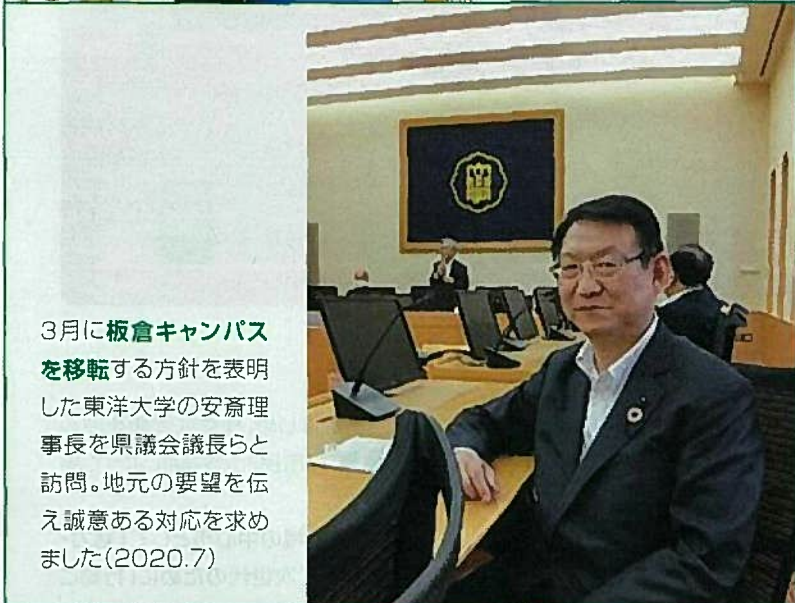 3月に板倉キャンパス
を移転する方針を表明
した東洋大学の安斎理
事長を県議会議長らと
訪問。地元の要望を伝
え誠意ある対応を求め
ました(2020.7)